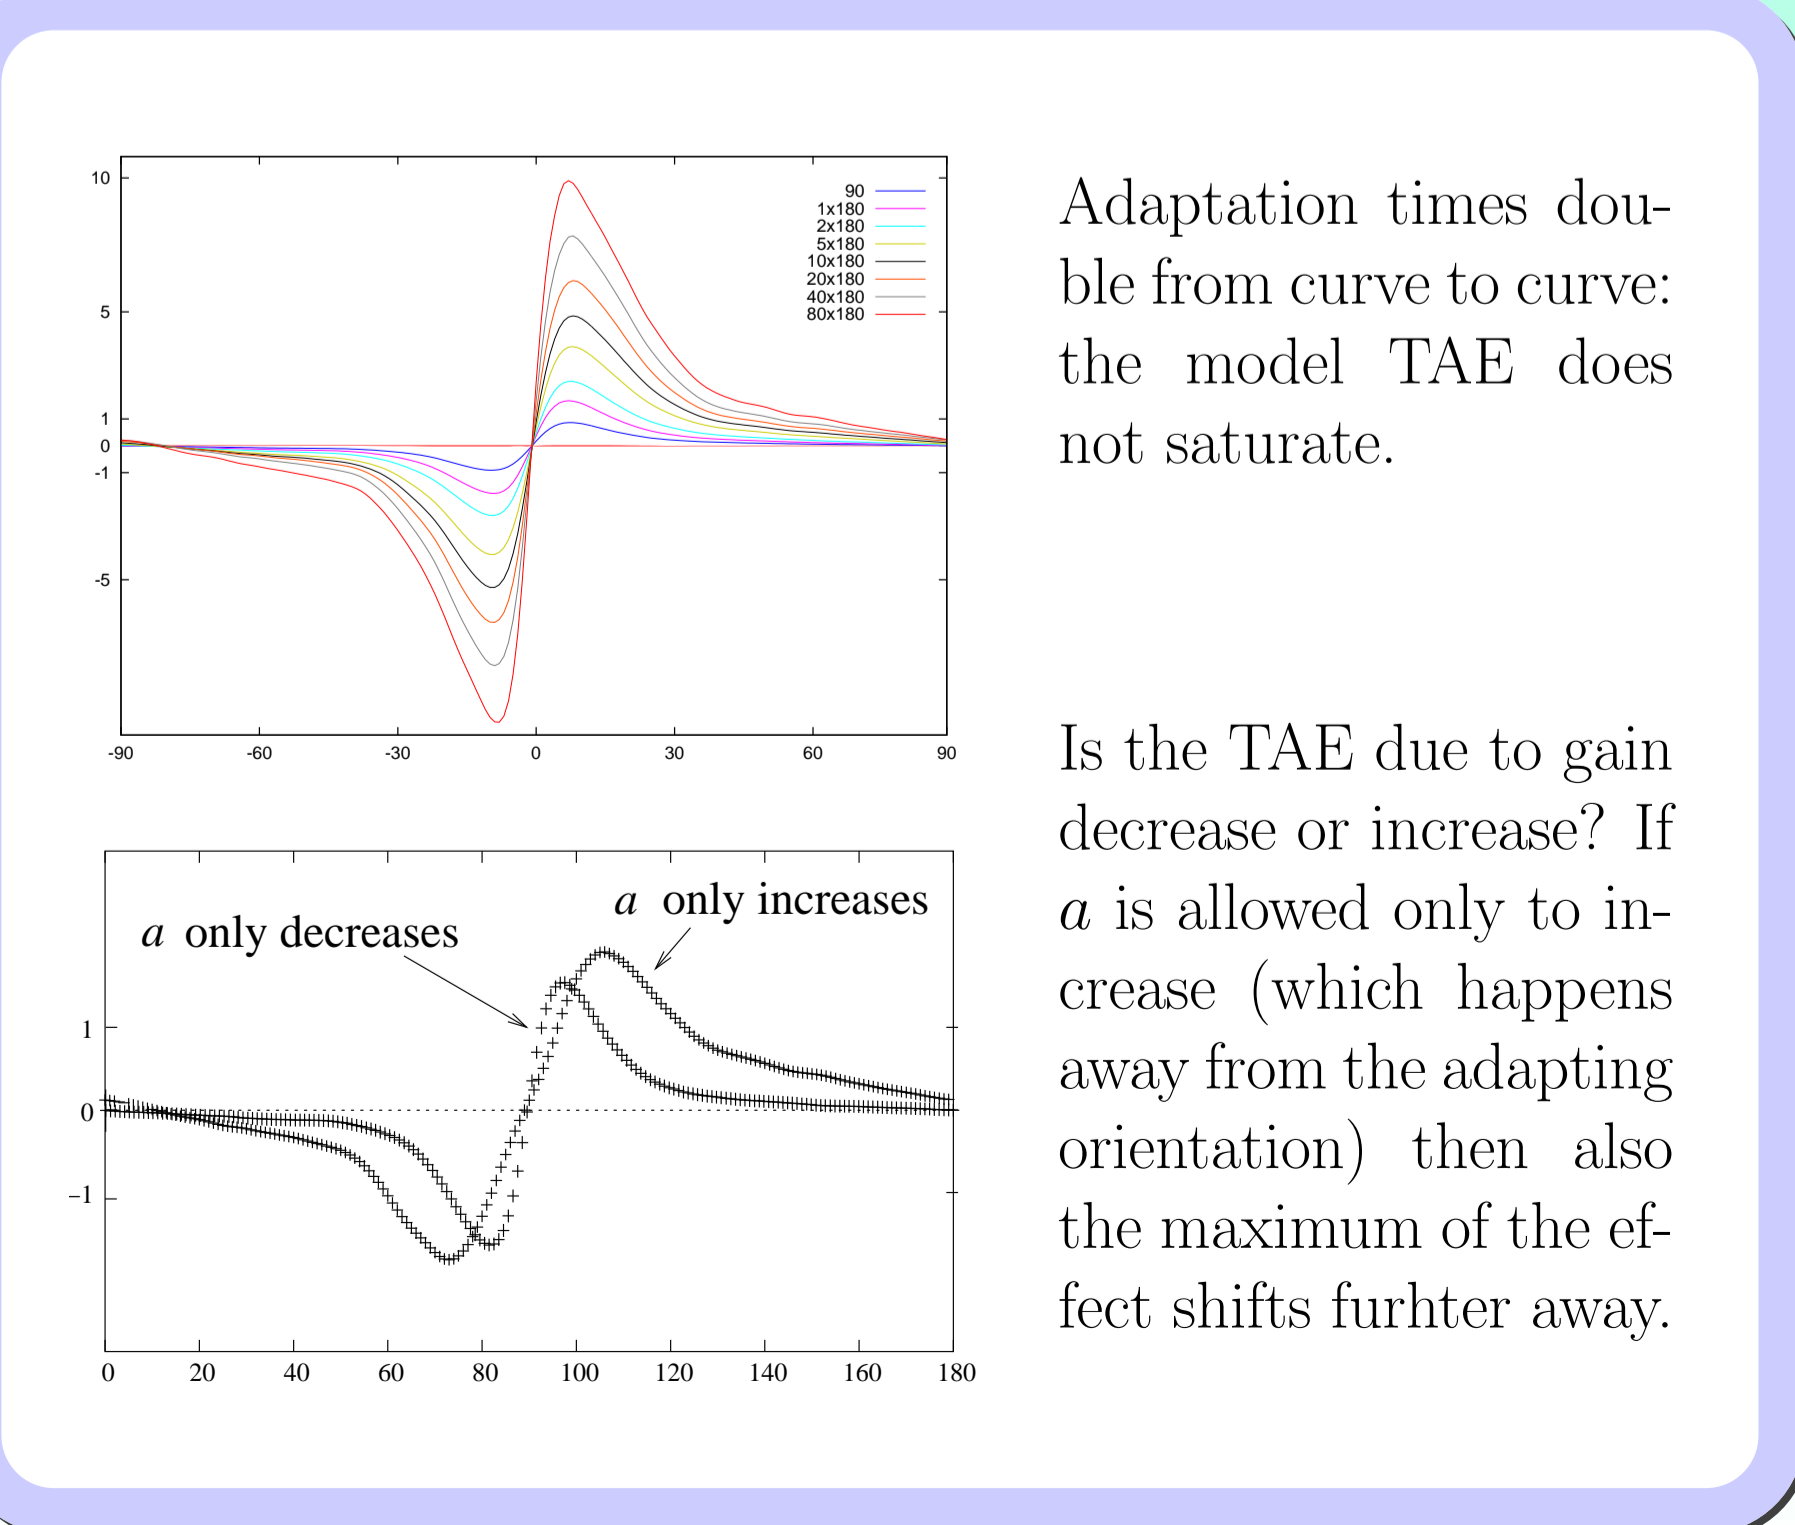 10
5
1
0
-1
-5
90
1x180
2x180
5x180
10x180
20x180
40x180
80x180
-90 -60 -30 0 30 60 90
Adaptation times dou-
ble from curve to curve:
the model TAE does
not saturate.
a only increases
a only decreases
1
0
−1
0 20 40 60 80 100 120 140 160 180
Is the TAE due to gain
decrease or increase? If
a is allowed only to in-
crease (which happens
away from the adapting
orientation) then also
the maximum of the ef-
fect shifts furhter away.